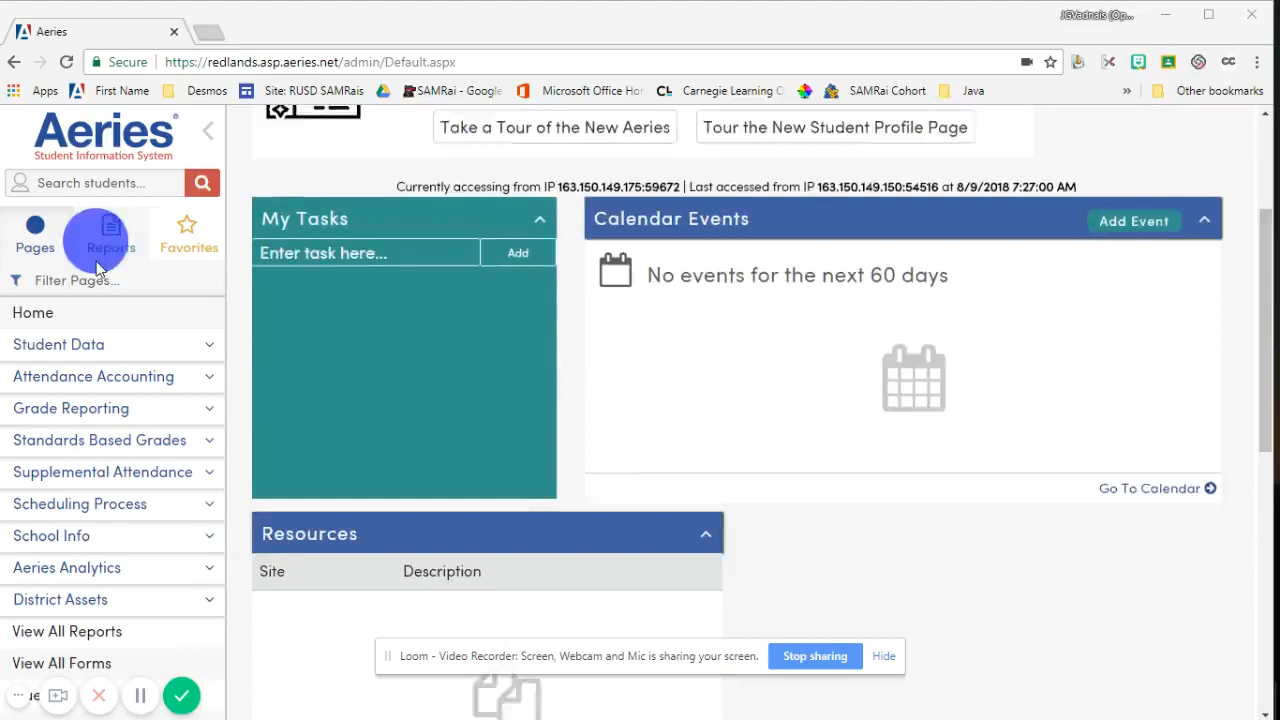 JGVadnais (Op...
Aeries
Secure https://redlands.asp.aeries.net/admin/Default.aspx
Apps First Name Desmos Site: RUSD SAMRais SAMRai - Google Microsoft Office Hor Carnegie Learning C SAMRai Cohort Java » Other bookmarks
Aeries
Student Information System
Search students...
Pages Reports Favorites
Filter Pages...
Home
Student Data
Attendance Accounting
Grade Reporting
Standards Based Grades
Supplemental Attendance
Scheduling Process
School Info
Aeries Analytics
District Assets
View All Reports
View All Forms
Take a Tour of the New Aeries Tour the New Student Profile Page
Currently accessing from IP 163.150.149.175:59672 | Last accessed from IP 163.150.149.150:54516 at 8/9/2018 7:27:00 AM
My Tasks
Enter task here... Add
Calendar Events Add Event
No events for the next 60 days
Go To Calendar
Resources
Site Description
Loom - Video Recorder: Screen, Webcam and Mic is sharing your screen. Stop sharing Hide